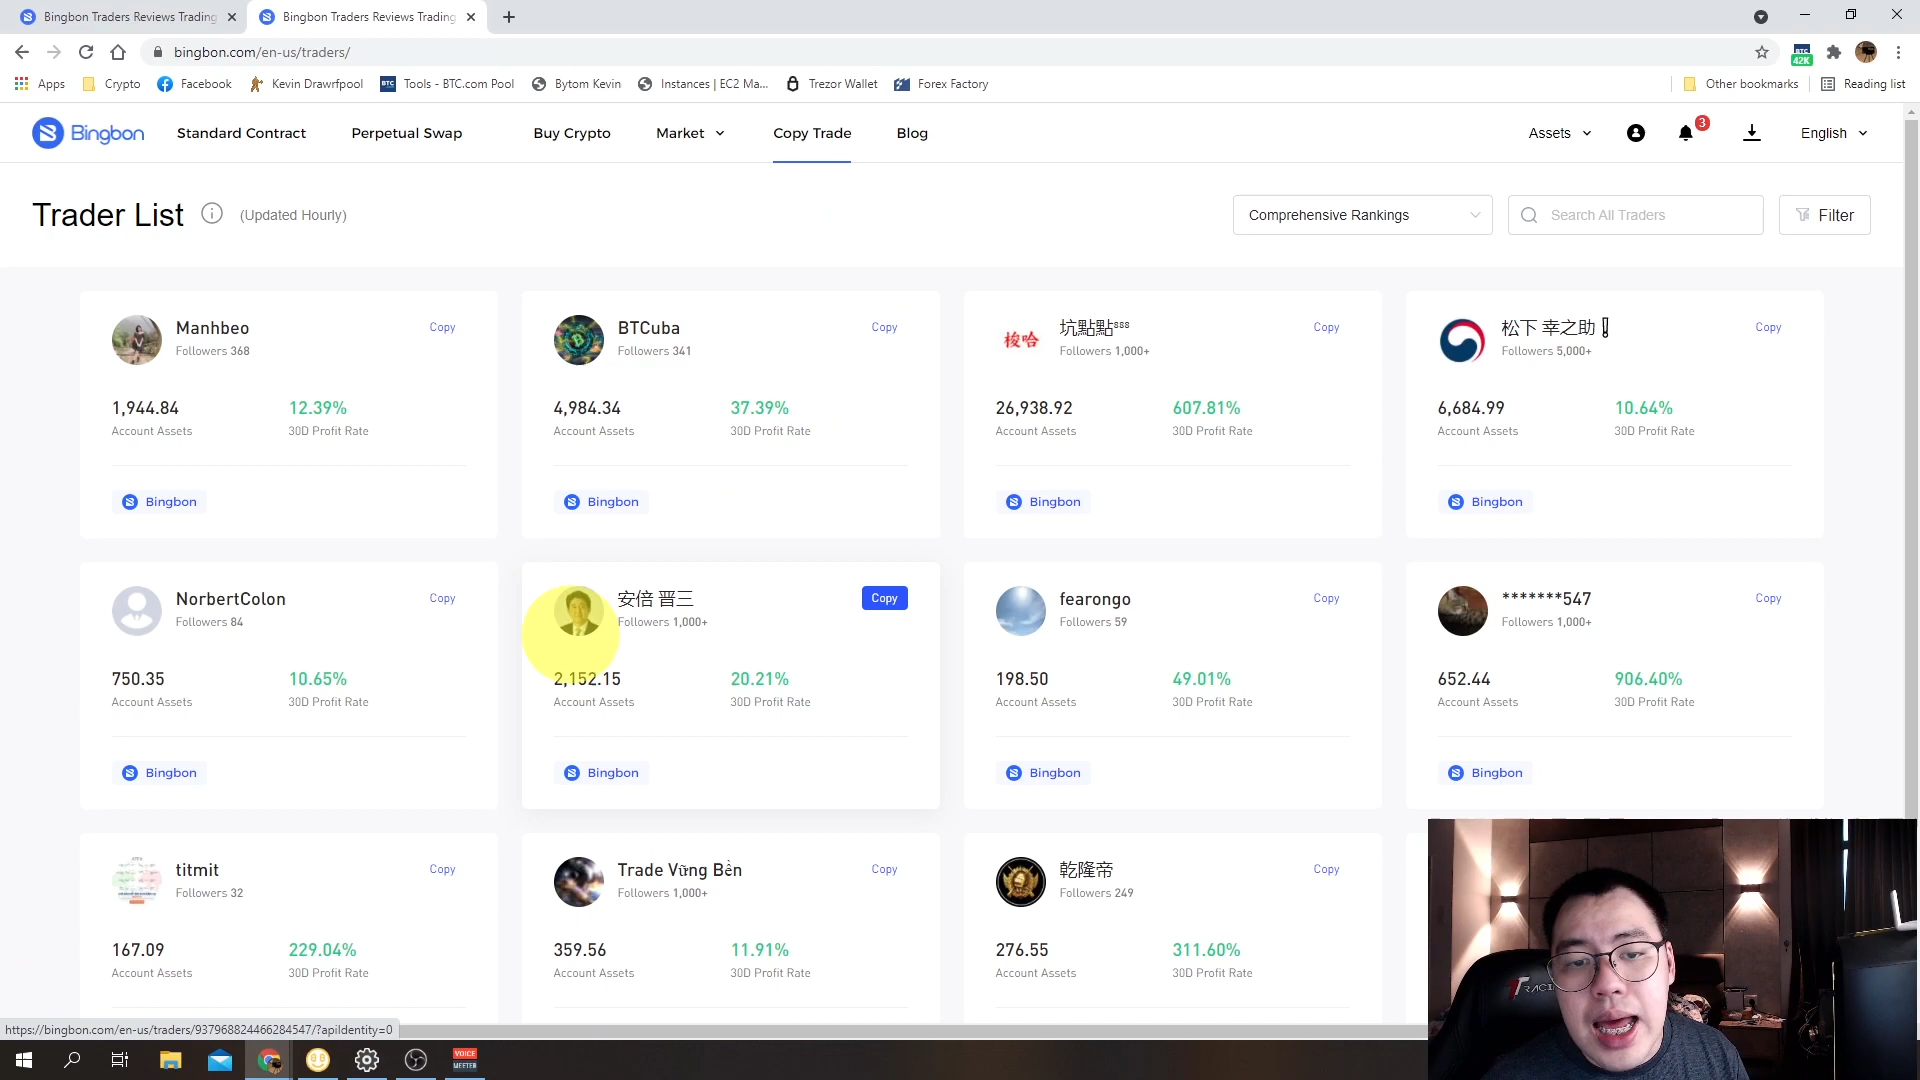 Bingbon Traders Reviews Trading
Bingbon Traders Reviews Trading
bingbon.com/en-us/traders/
BTC
42K
Apps
Crypto
Facebook
Kevin Drawrfpool
BTC
Tools - BTC.com Pool
Bytom Kevin
Instances | EC2 Ma...
Trezor Wallet
Forex Factory
Other bookmarks
Reading list
Bingbon
Standard Contract
Perpetual Swap
Buy Crypto
Market
Copy Trade
Blog
Assets
3
English
Trader List
(Updated Hourly)
Comprehensive Rankings
Search All Traders
Filter
Manhbeo
Copy
Followers 368
1,944.84
12.39%
Account Assets
30D Profit Rate
Bingbon
BTCuba
Copy
Followers 341
4,984.34
37.39%
Account Assets
30D Profit Rate
Bingbon
梭哈
坑點點ˢˢˢ
Copy
Followers 1,000+
26,938.92
607.81%
Account Assets
30D Profit Rate
Bingbon
松下 幸之助❗
Copy
Followers 5,000+
6,684.99
10.64%
Account Assets
30D Profit Rate
Bingbon
NorbertColon
Copy
Followers 84
750.35
10.65%
Account Assets
30D Profit Rate
Bingbon
安倍 晋三
Copy
Followers 1,000+
2,152.15
20.21%
Account Assets
30D Profit Rate
Bingbon
fearongo
Copy
Followers 59
198.50
49.01%
Account Assets
30D Profit Rate
Bingbon
*******547
Copy
Followers 1,000+
652.44
906.40%
Account Assets
30D Profit Rate
Bingbon
titmit
Copy
Followers 32
167.09
229.04%
Account Assets
30D Profit Rate
Trade Vững Bền
Copy
Followers 1,000+
359.56
11.91%
Account Assets
30D Profit Rate
乾隆帝
Copy
Followers 249
276.55
311.60%
Account Assets
30D Profit Rate
https://bingbon.com/en-us/traders/937968824466284547/?apiIdentity=0
VOICE
MEETER